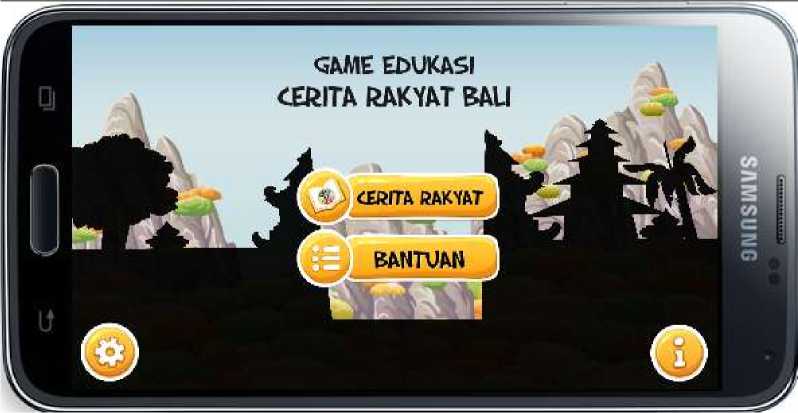 GAME EDUKASI
CERITA RAKYAT BALI
CERITA RAKYAT
BANTUAN
SAMSUNG